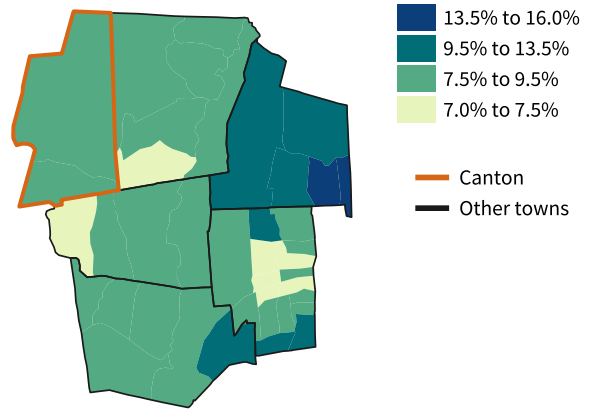 13.5% to 16.0%
9.5% to 13.5%
7.5% to 9.5%
7.0% to 7.5%
Canton
Other towns